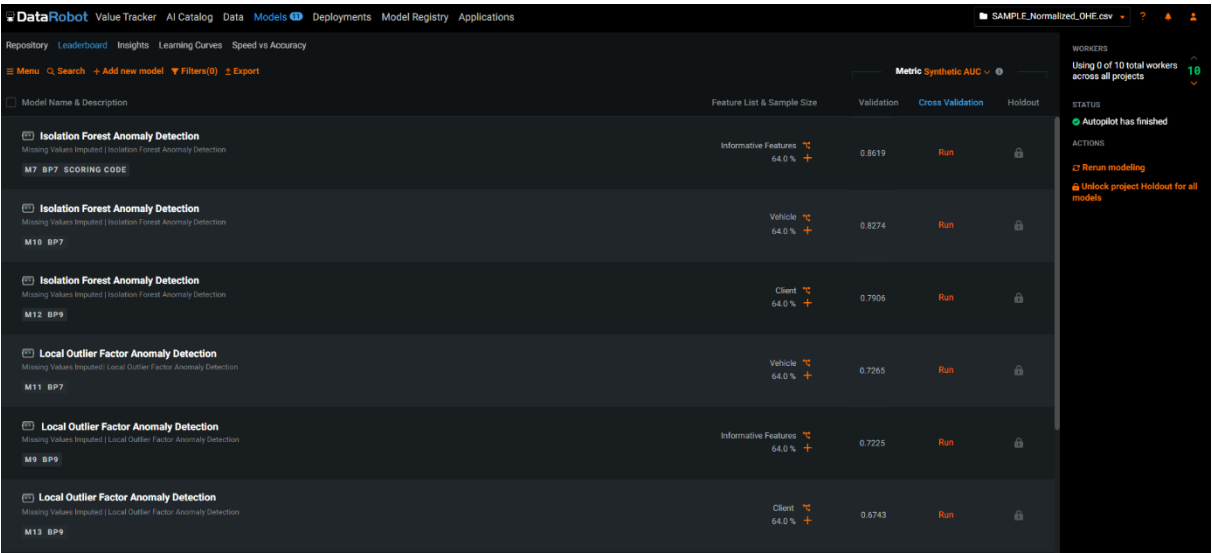 DataRobot Value Tracker AI Catalog Data Models 11 Deployments Model Registry Applications SAMPLE_Normalized_OHE.csv ?
Repository Leaderboard Insights Learning Curves Speed vs Accuracy
Menu Search + Add new model Filters(0) Export Metric Synthetic AUC
Model Name & Description Feature List & Sample Size Validation Cross Validation Holdout
Isolation Forest Anomaly Detection
Missing Values Imputed | Isolation Forest Anomaly Detection
M7 BP7 SCORING CODE
Informative Features
64.0 % +
0.8619 Run
Isolation Forest Anomaly Detection
Missing Values Imputed | Isolation Forest Anomaly Detection
M10 BP7
Vehicle
64.0 % +
0.8274 Run
Isolation Forest Anomaly Detection
Missing Values Imputed | Isolation Forest Anomaly Detection
M12 BP9
Client
64.0 % +
0.7906 Run
Local Outlier Factor Anomaly Detection
Missing Values Imputed| Local Outlier Factor Anomaly Detection
M11 BP7
Vehicle
64.0 % +
0.7265 Run
Local Outlier Factor Anomaly Detection
Missing Values Imputed | Local Outlier Factor Anomaly Detection
M9 BP9
Informative Features
64.0 % +
0.7225 Run
Local Outlier Factor Anomaly Detection
Missing Values Imputed | Local Outlier Factor Anomaly Detection
M13 BP9
Client
64.0 % +
0.6743 Run
WORKERS
Using 0 of 10 total workers
across all projects
10
STATUS
Autopilot has finished
ACTIONS
Rerun modeling
Unlock project Holdout for all
models